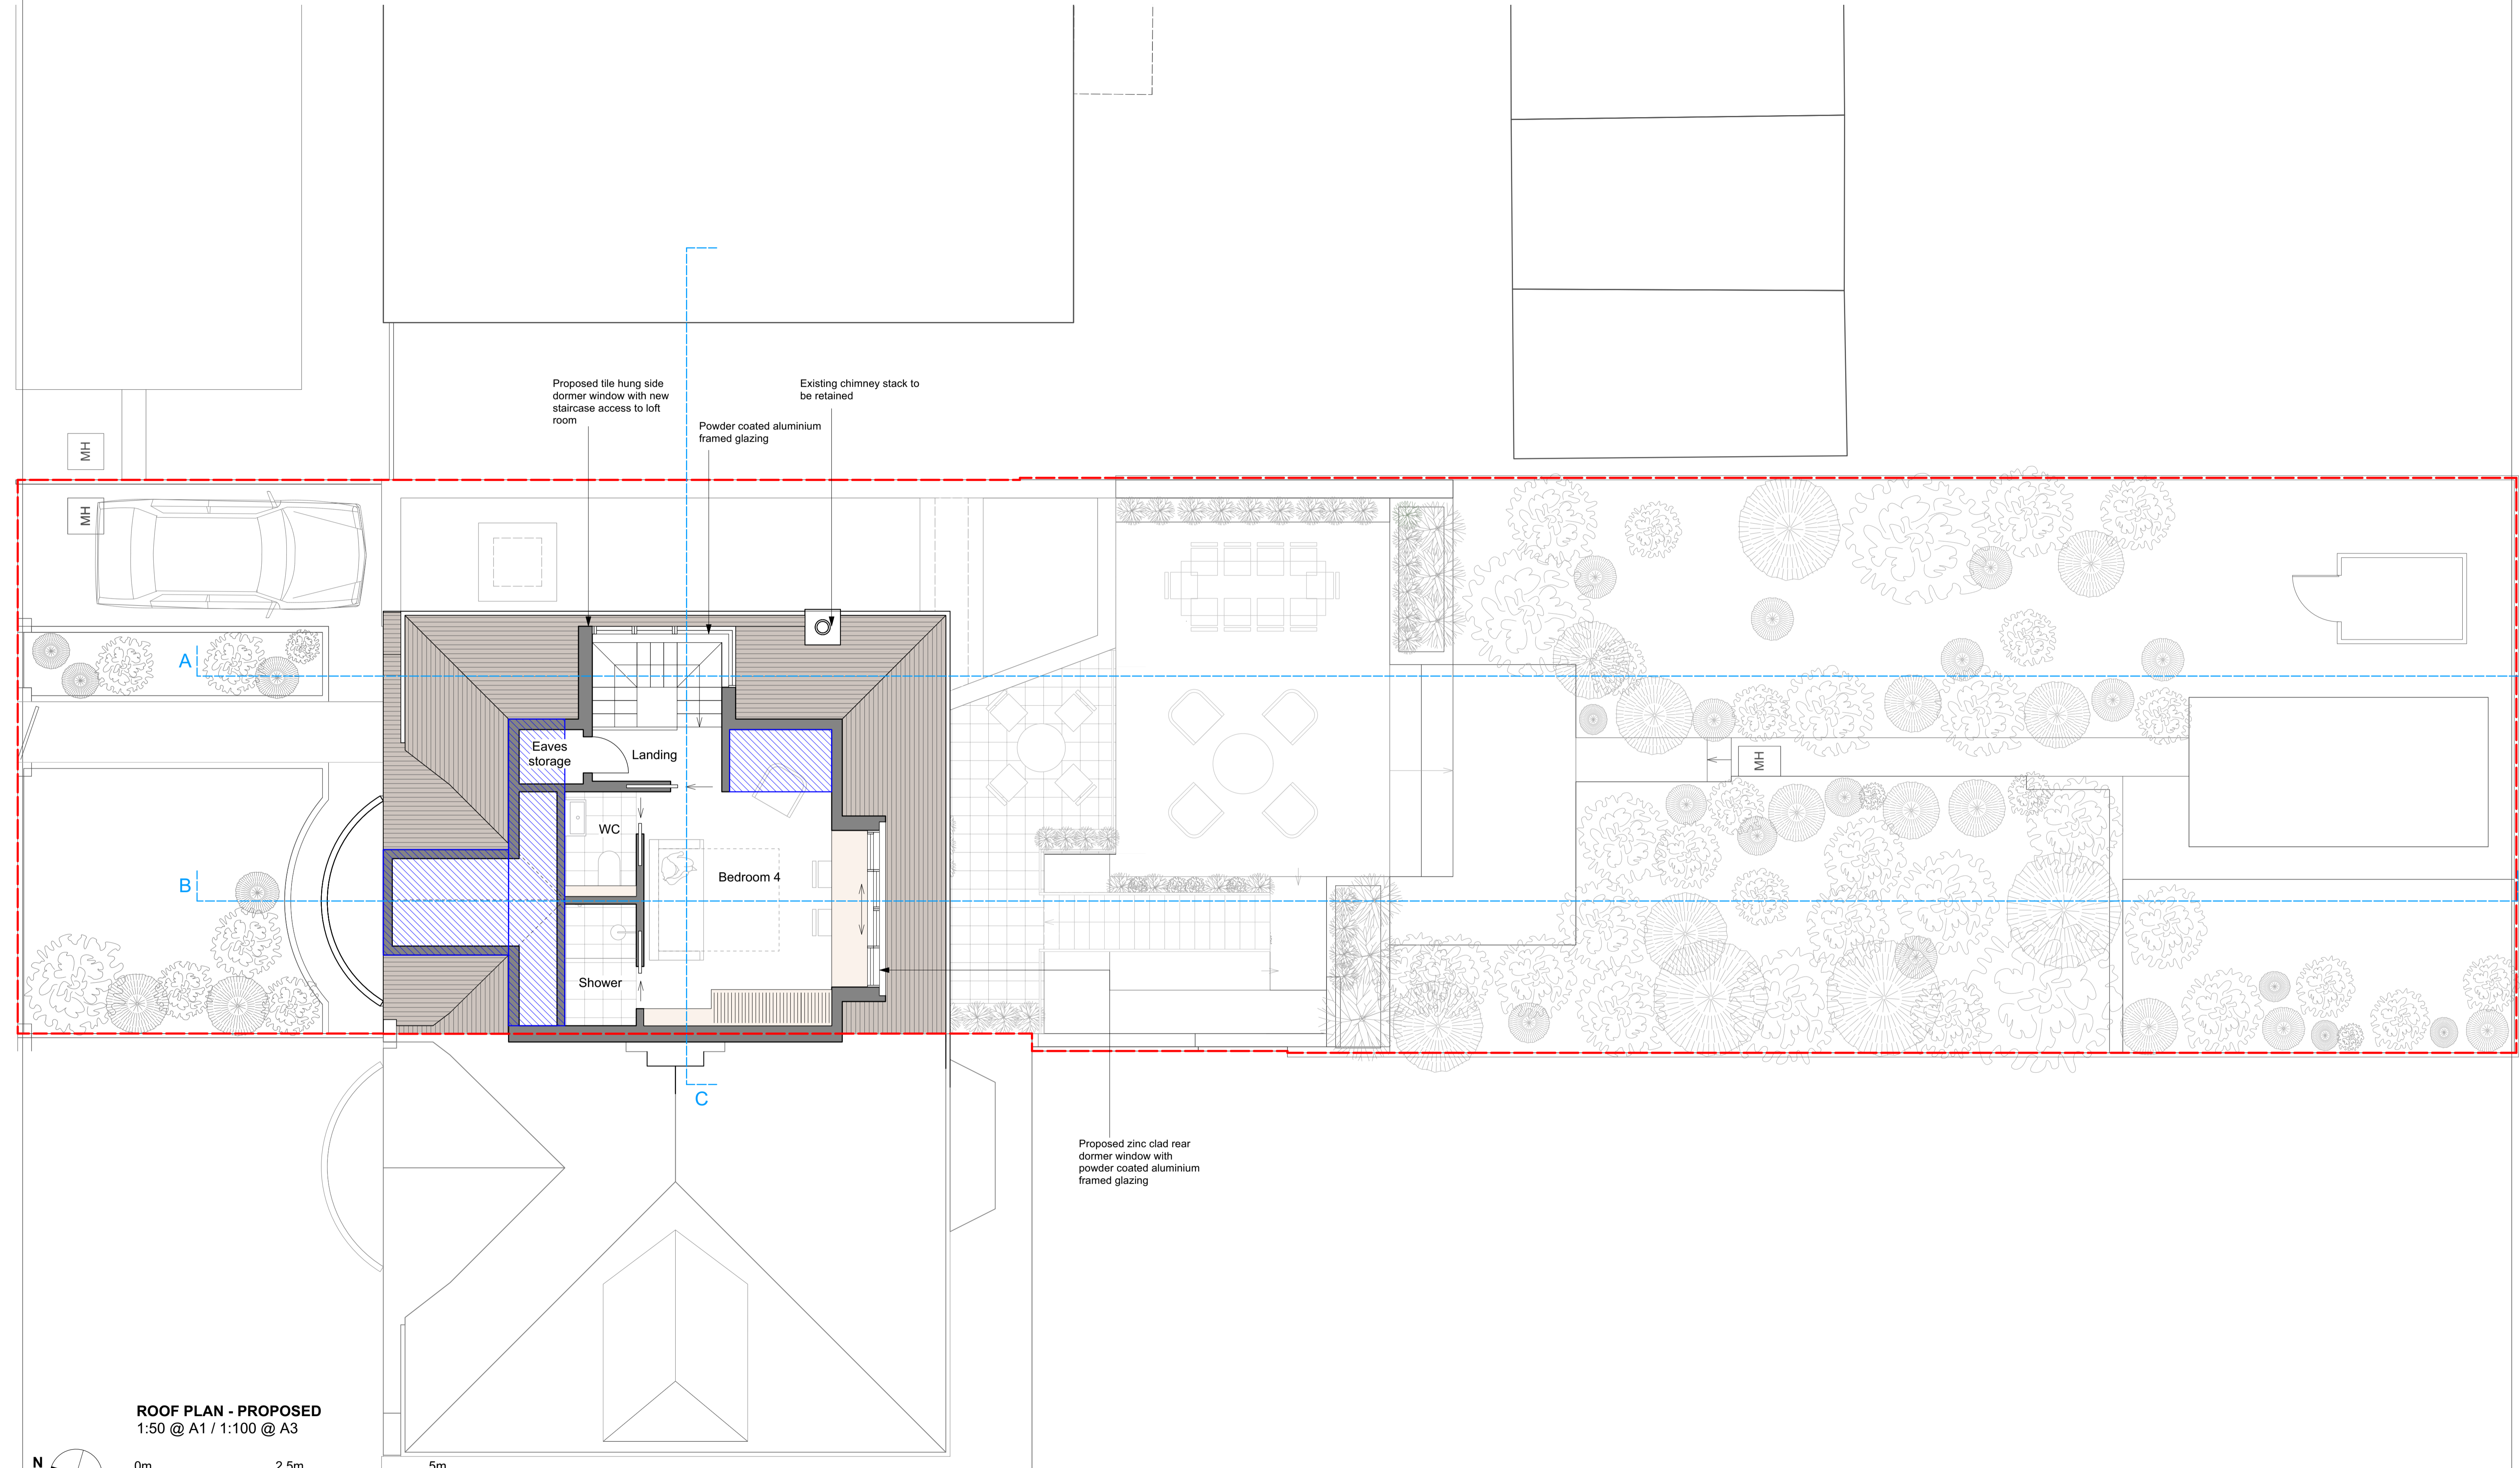 Proposed tile hung side
dormer window with new
staircase access to loft
room
Existing chimney stack to
be retained
Powder coated aluminium
framed glazing
MH
MH
A
Eaves
storage
Landing
MH
WC
Bedroom 4
B
Shower
C
Proposed zinc clad rear
dormer window with
powder coated aluminium
framed glazing
ROOF PLAN - PROPOSED
1:50 @ A1 / 1:100 @ A3
N
0m 2.5m 5m